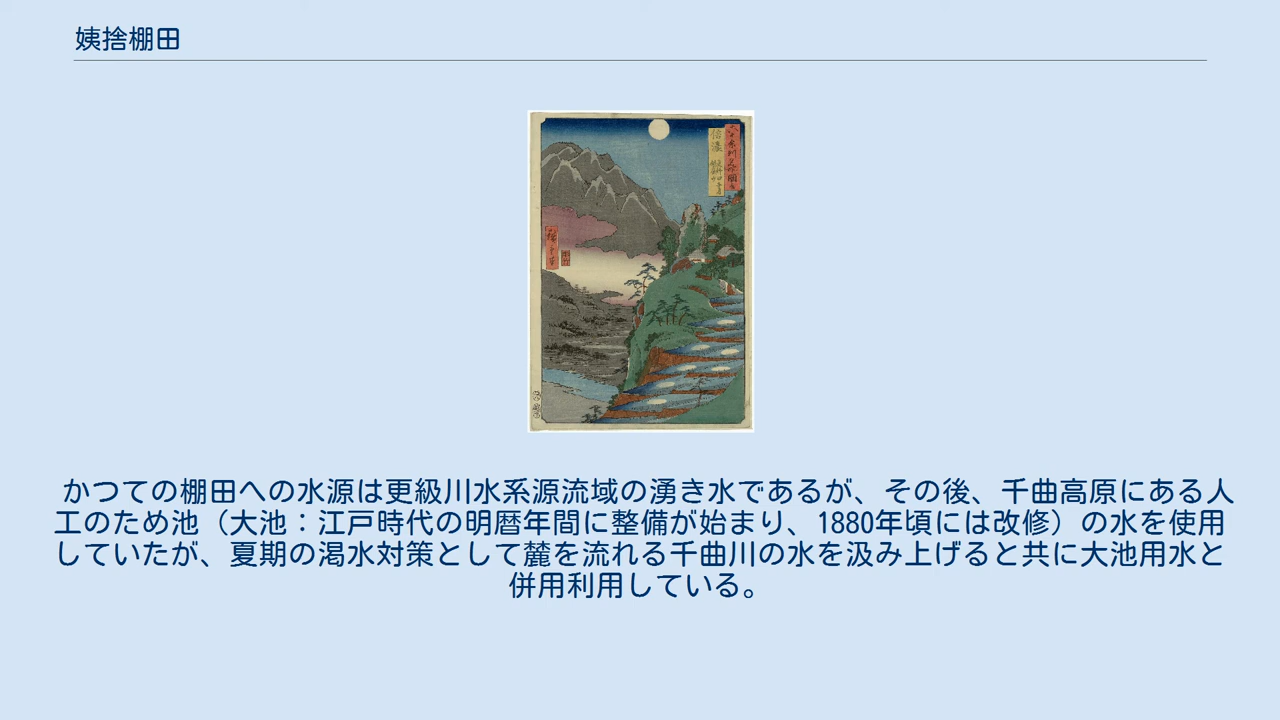 姨捨棚田
信濃
かつての棚田への水源は更級川水系源流域の湧き水であるが、その後、千曲高原にある人
工のため池（大池：江戸時代の明暦年間に整備が始まり、1880年頃には改修）の水を使用
していたが、夏期の渇水対策として麓を流れる千曲川の水を汲み上げると共に大池用水と
併用利用している。